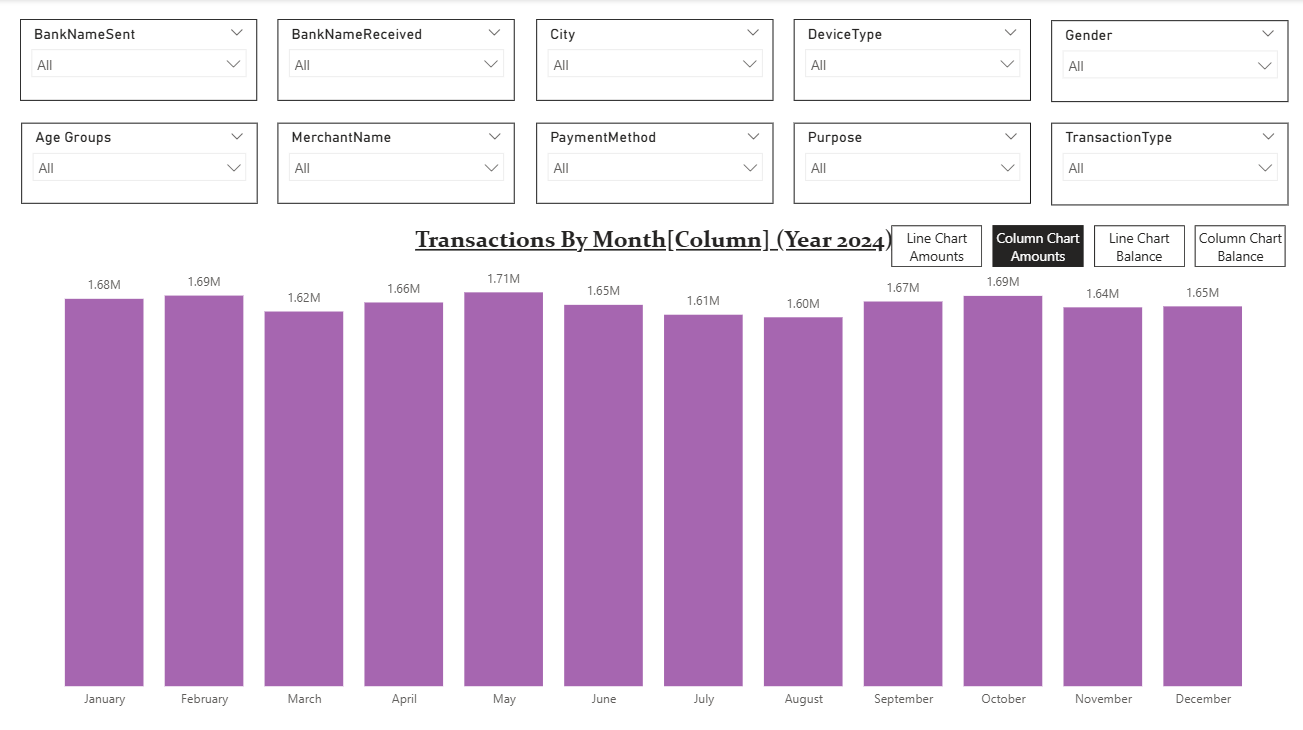 BankNameSent
All
BankNameReceived
All
City
All
DeviceType
All
Gender
All
Age Groups
All
MerchantName
All
PaymentMethod
All
Purpose
All
TransactionType
All
Transactions By Month[Column] (Year 2024)
Line Chart
Amounts
Column Chart
Amounts
Line Chart
Balance
Column Chart
Balance
1.68M
1.69M
1.62M
1.66M
1.71M
1.65M
1.61M
1.60M
1.67M
1.69M
1.64M
1.65M
January
February
March
April
May
June
July
August
September
October
November
December